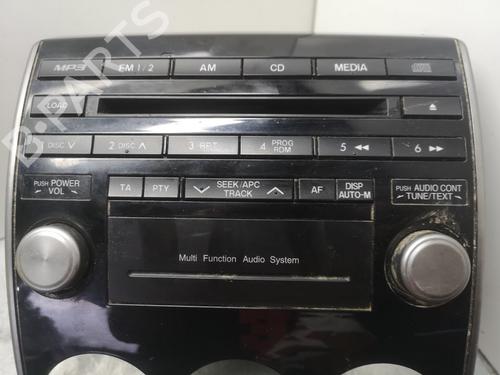 MP3 FM 1/2 AM CD MEDIA
LOAD
1 DISC ∨ 2 DISC ∧ 3 RPT 4 PROG RDM 5 ◀◀ 6 ▶▶
PUSH POWER
VOL
TA PTY SEEK/APC
TRACK
AF DISP
AUTO-M
PUSH AUDIO CONT
TUNE/TEXT
Multi Function Audio System
B-PARTS